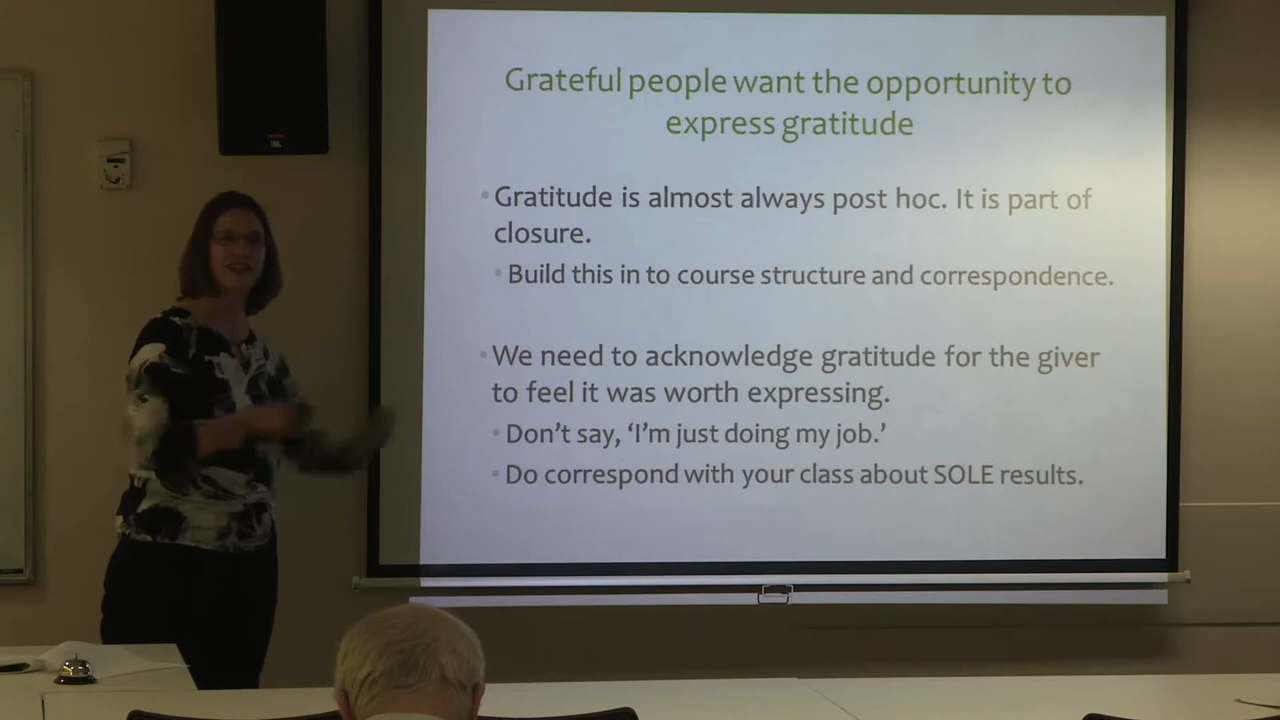 Grateful people want the opportunity to
express gratitude
• Gratitude is almost always post hoc. It is part of
closure.
• Build this in to course structure and correspondence.
• We need to acknowledge gratitude for the giver
to feel it was worth expressing.
• Don't say, ‘I'm just doing my job.’
• Do correspond with your class about SOLE results.
JBL